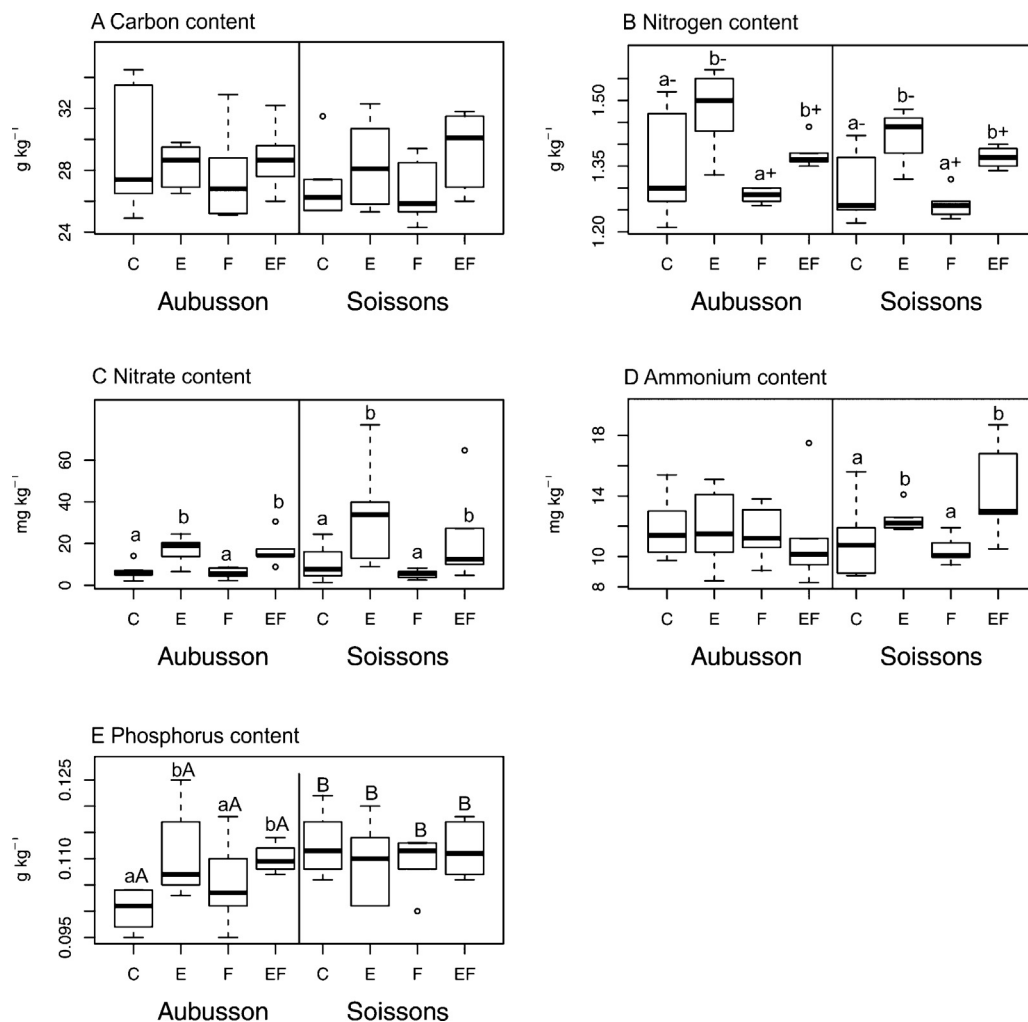 A Carbon content
g kg⁻¹
24
28
32
C E F EF C E F EF
Aubusson Soissons
B Nitrogen content
g kg⁻¹
1.20
1.35
1.50
a- b- a+ b+ a- b- a+ b+
C E F EF C E F EF
Aubusson Soissons
C Nitrate content
mg kg⁻¹
0
20
40
60
a b a b a b a b
C E F EF C E F EF
Aubusson Soissons
D Ammonium content
mg kg⁻¹
8
10
14
18
a b a b
C E F EF C E F EF
Aubusson Soissons
E Phosphorus content
g kg⁻¹
0.095
0.110
0.125
aA bA aA bA B B B B
C E F EF C E F EF
Aubusson Soissons